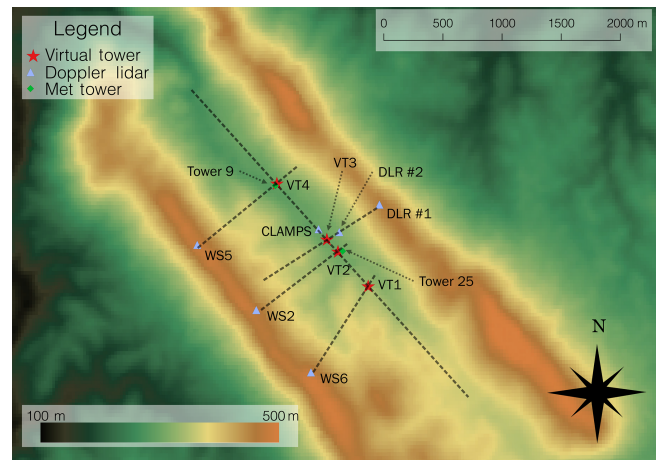 Legend
Virtual tower
Doppler lidar
Met tower
0 500 1000 1500 2000 m
VT3
DLR #2
Tower 9
VT4
DLR #1
CLAMPS
WS5
VT2
Tower 25
VT1
WS2
N
WS6
100 m 500 m